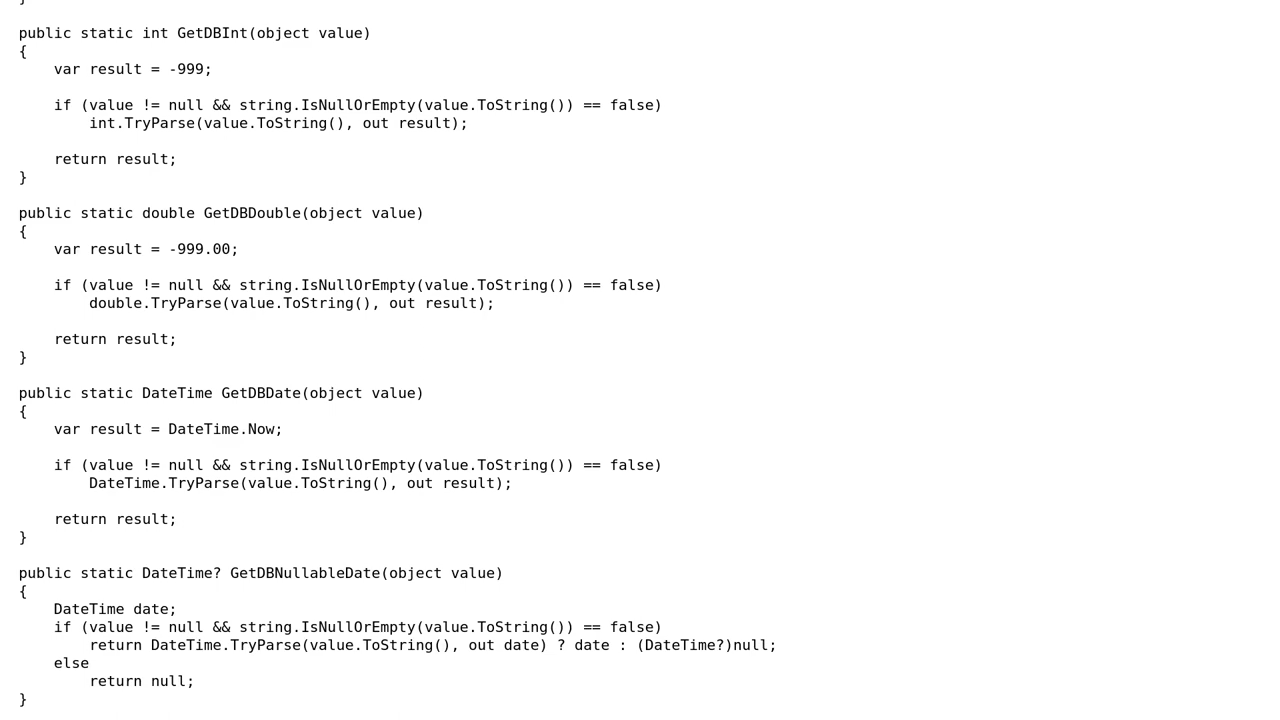 }
public static int GetDBInt(object value)
{
    var result = -999;
    if (value != null && string.IsNullOrEmpty(value.ToString()) == false)
        int.TryParse(value.ToString(), out result);
    return result;
}
public static double GetDBDouble(object value)
{
    var result = -999.00;
    if (value != null && string.IsNullOrEmpty(value.ToString()) == false)
        double.TryParse(value.ToString(), out result);
    return result;
}
public static DateTime GetDBDate(object value)
{
    var result = DateTime.Now;
    if (value != null && string.IsNullOrEmpty(value.ToString()) == false)
        DateTime.TryParse(value.ToString(), out result);
    return result;
}
public static DateTime? GetDBNullableDate(object value)
{
    DateTime date;
    if (value != null && string.IsNullOrEmpty(value.ToString()) == false)
        return DateTime.TryParse(value.ToString(), out date) ? date : (DateTime?)null;
    else
        return null;
}